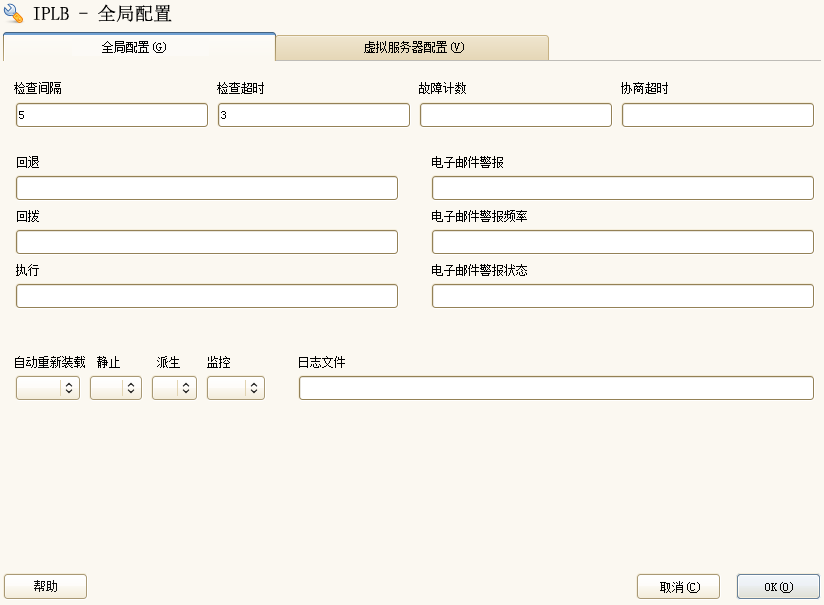 IPLB - 全局配置
全局配置(G) 虚拟服务器配置(V)
检查间隔 检查超时 故障计数 协商超时
5 3
回退 电子邮件警报
回拨 电子邮件警报频率
执行 电子邮件警报状态
自动重新装载 静止 派生 监控 日志文件
帮助 取消(C) OK(O)